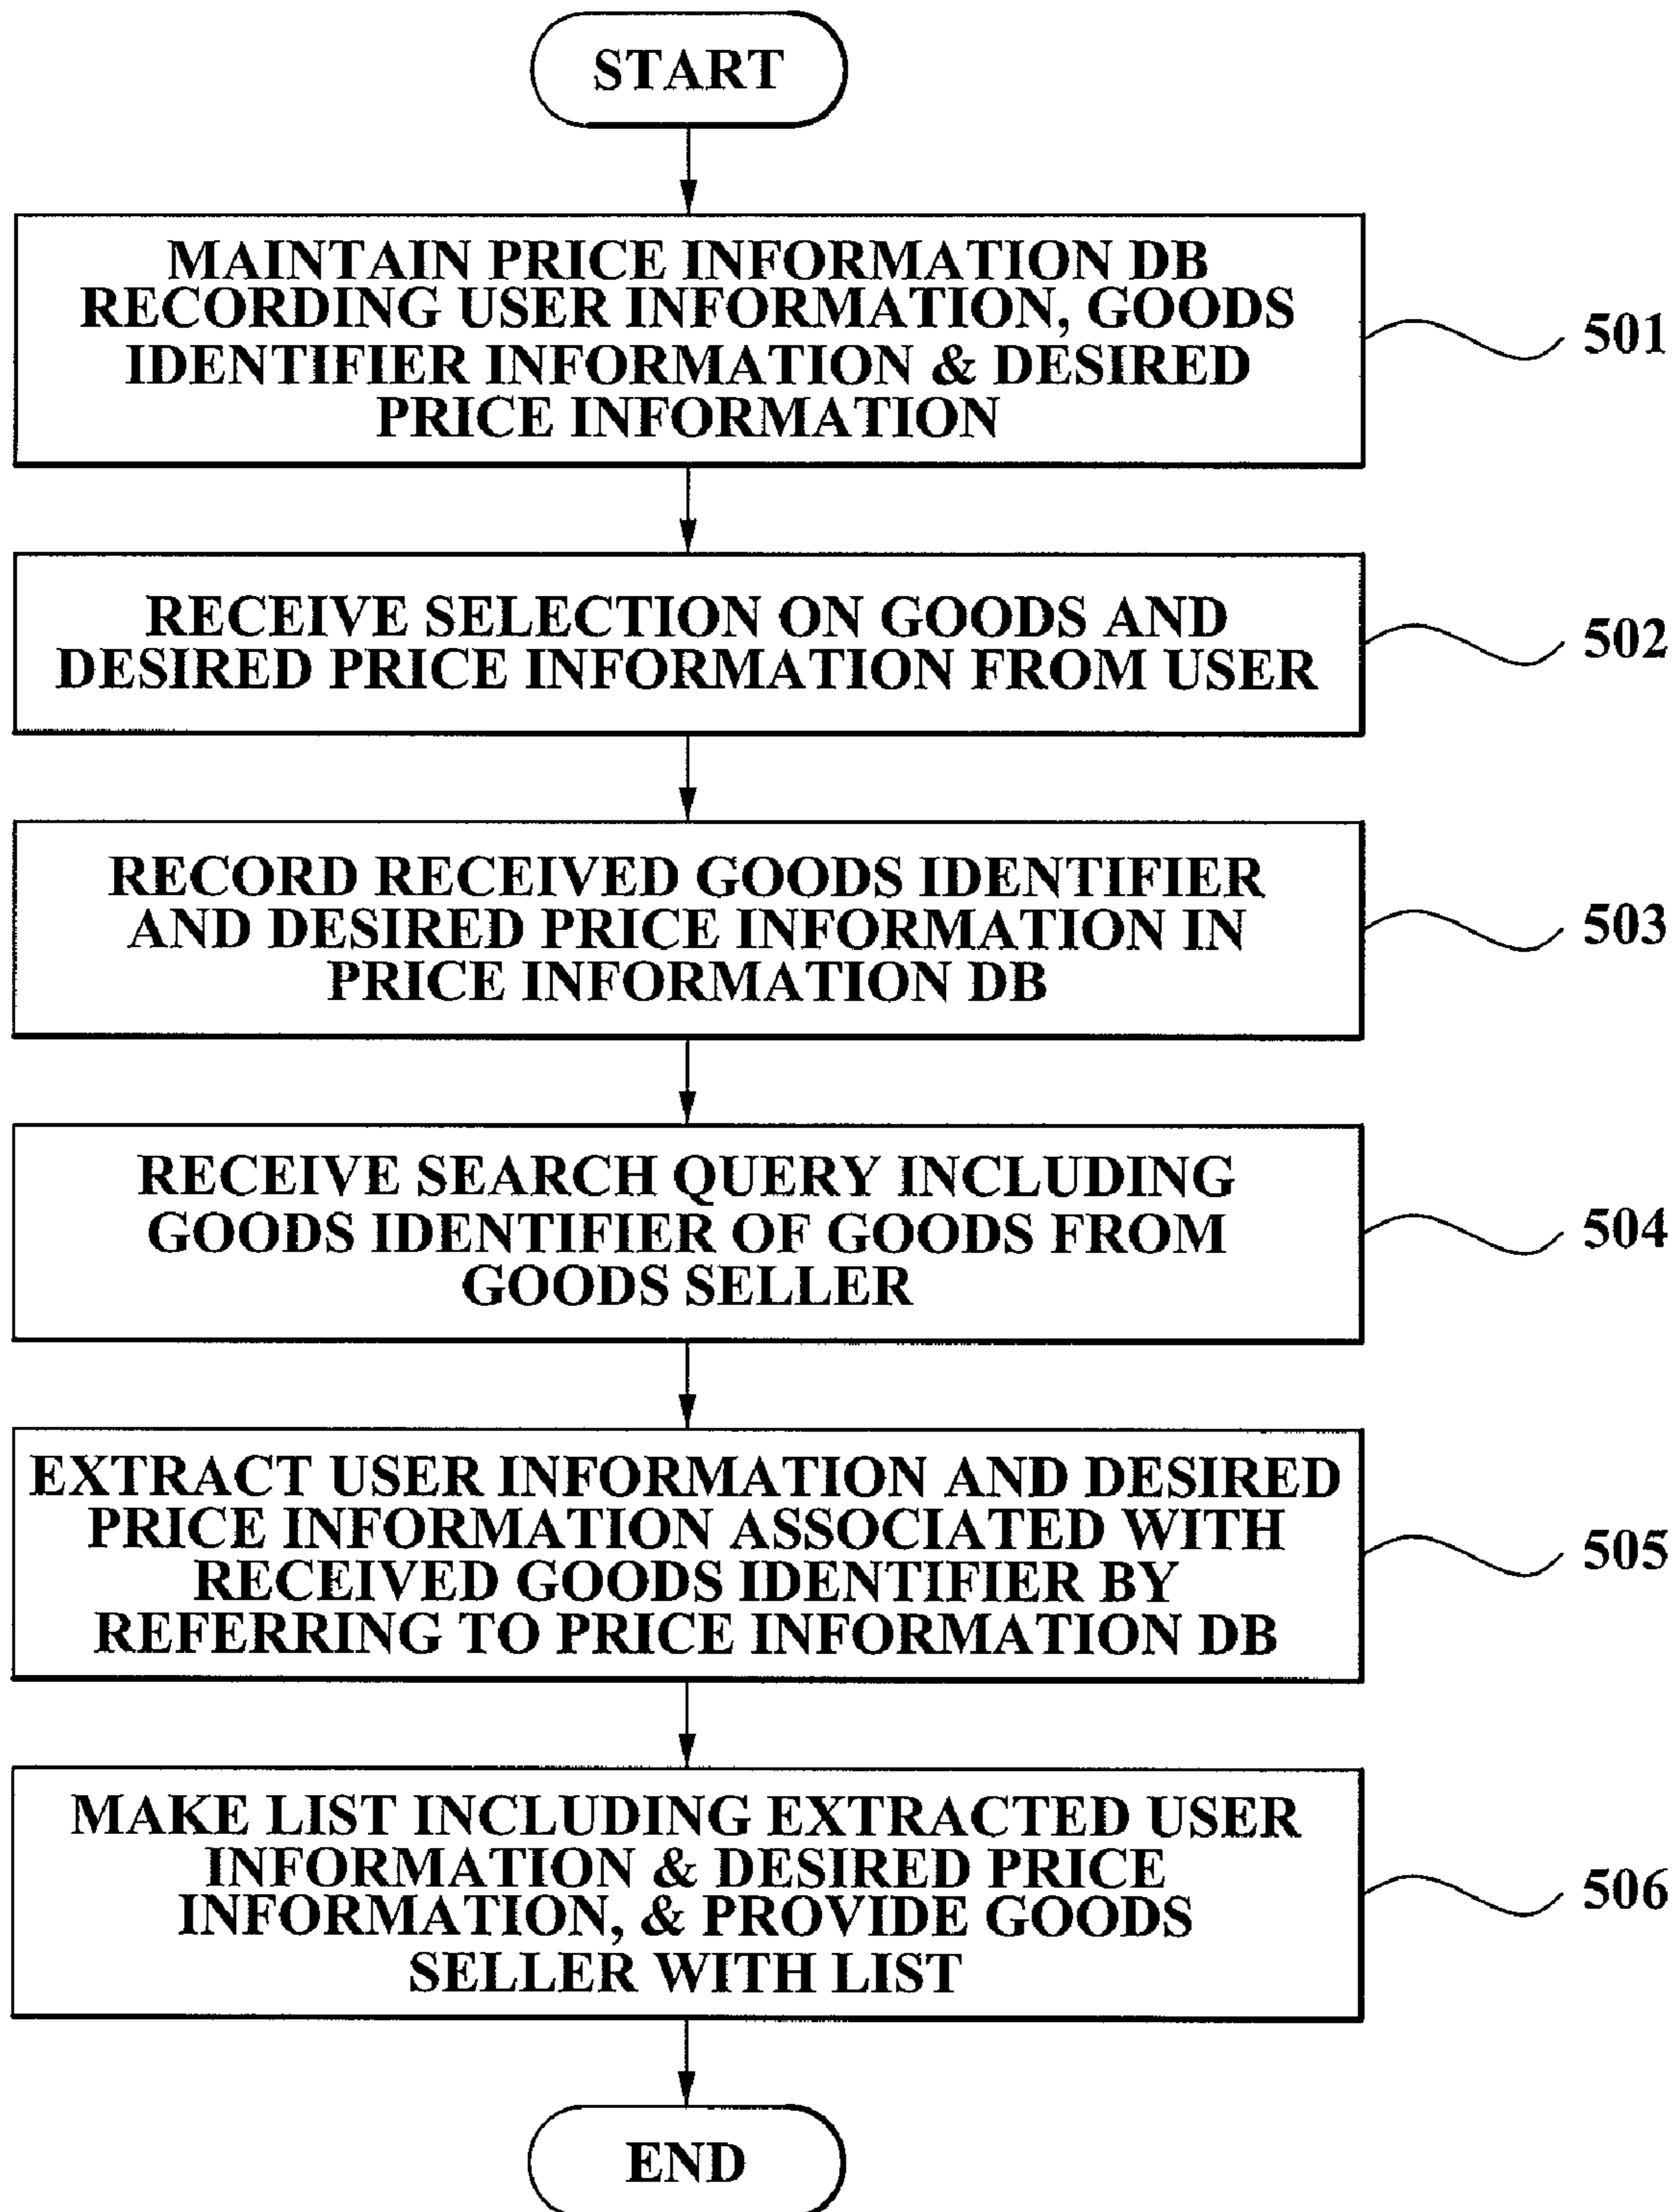 START
MAINTAIN PRICE INFORMATION DB
RECORDING USER INFORMATION, GOODS
IDENTIFIER INFORMATION & DESIRED
PRICE INFORMATION
501
RECEIVE SELECTION ON GOODS AND
DESIRED PRICE INFORMATION FROM USER
502
RECORD RECEIVED GOODS IDENTIFIER
AND DESIRED PRICE INFORMATION IN
PRICE INFORMATION DB
503
RECEIVE SEARCH QUERY INCLUDING
GOODS IDENTIFIER OF GOODS FROM
GOODS SELLER
504
EXTRACT USER INFORMATION AND DESIRED
PRICE INFORMATION ASSOCIATED WITH
RECEIVED GOODS IDENTIFIER BY
REFERRING TO PRICE INFORMATION DB
505
MAKE LIST INCLUDING EXTRACTED USER
INFORMATION & DESIRED PRICE
INFORMATION, & PROVIDE GOODS
SELLER WITH LIST
506
END